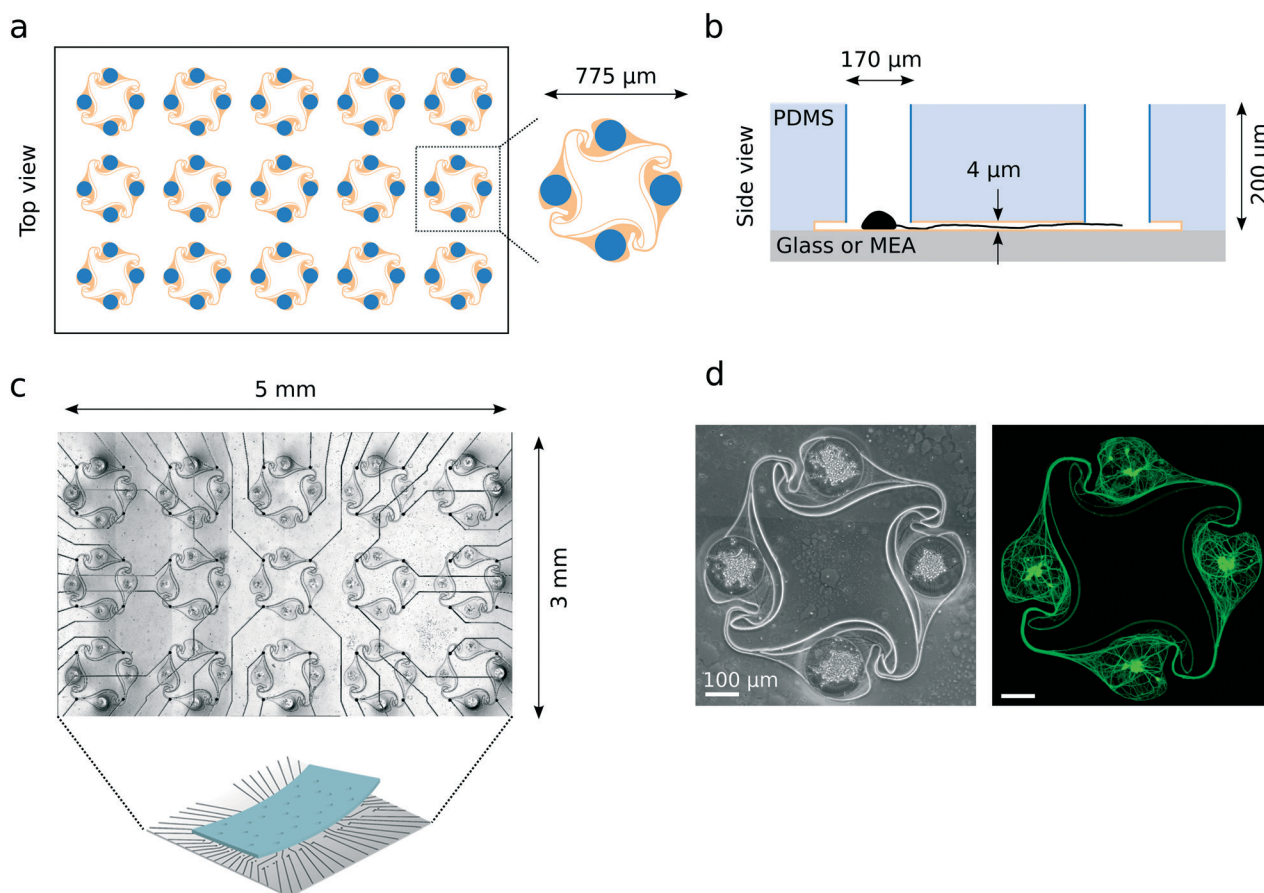 a
Top view
775 µm
b
Side view
170 µm
PDMS
4 µm
200 µm
Glass or MEA
c
5 mm
3 mm
d
100 µm